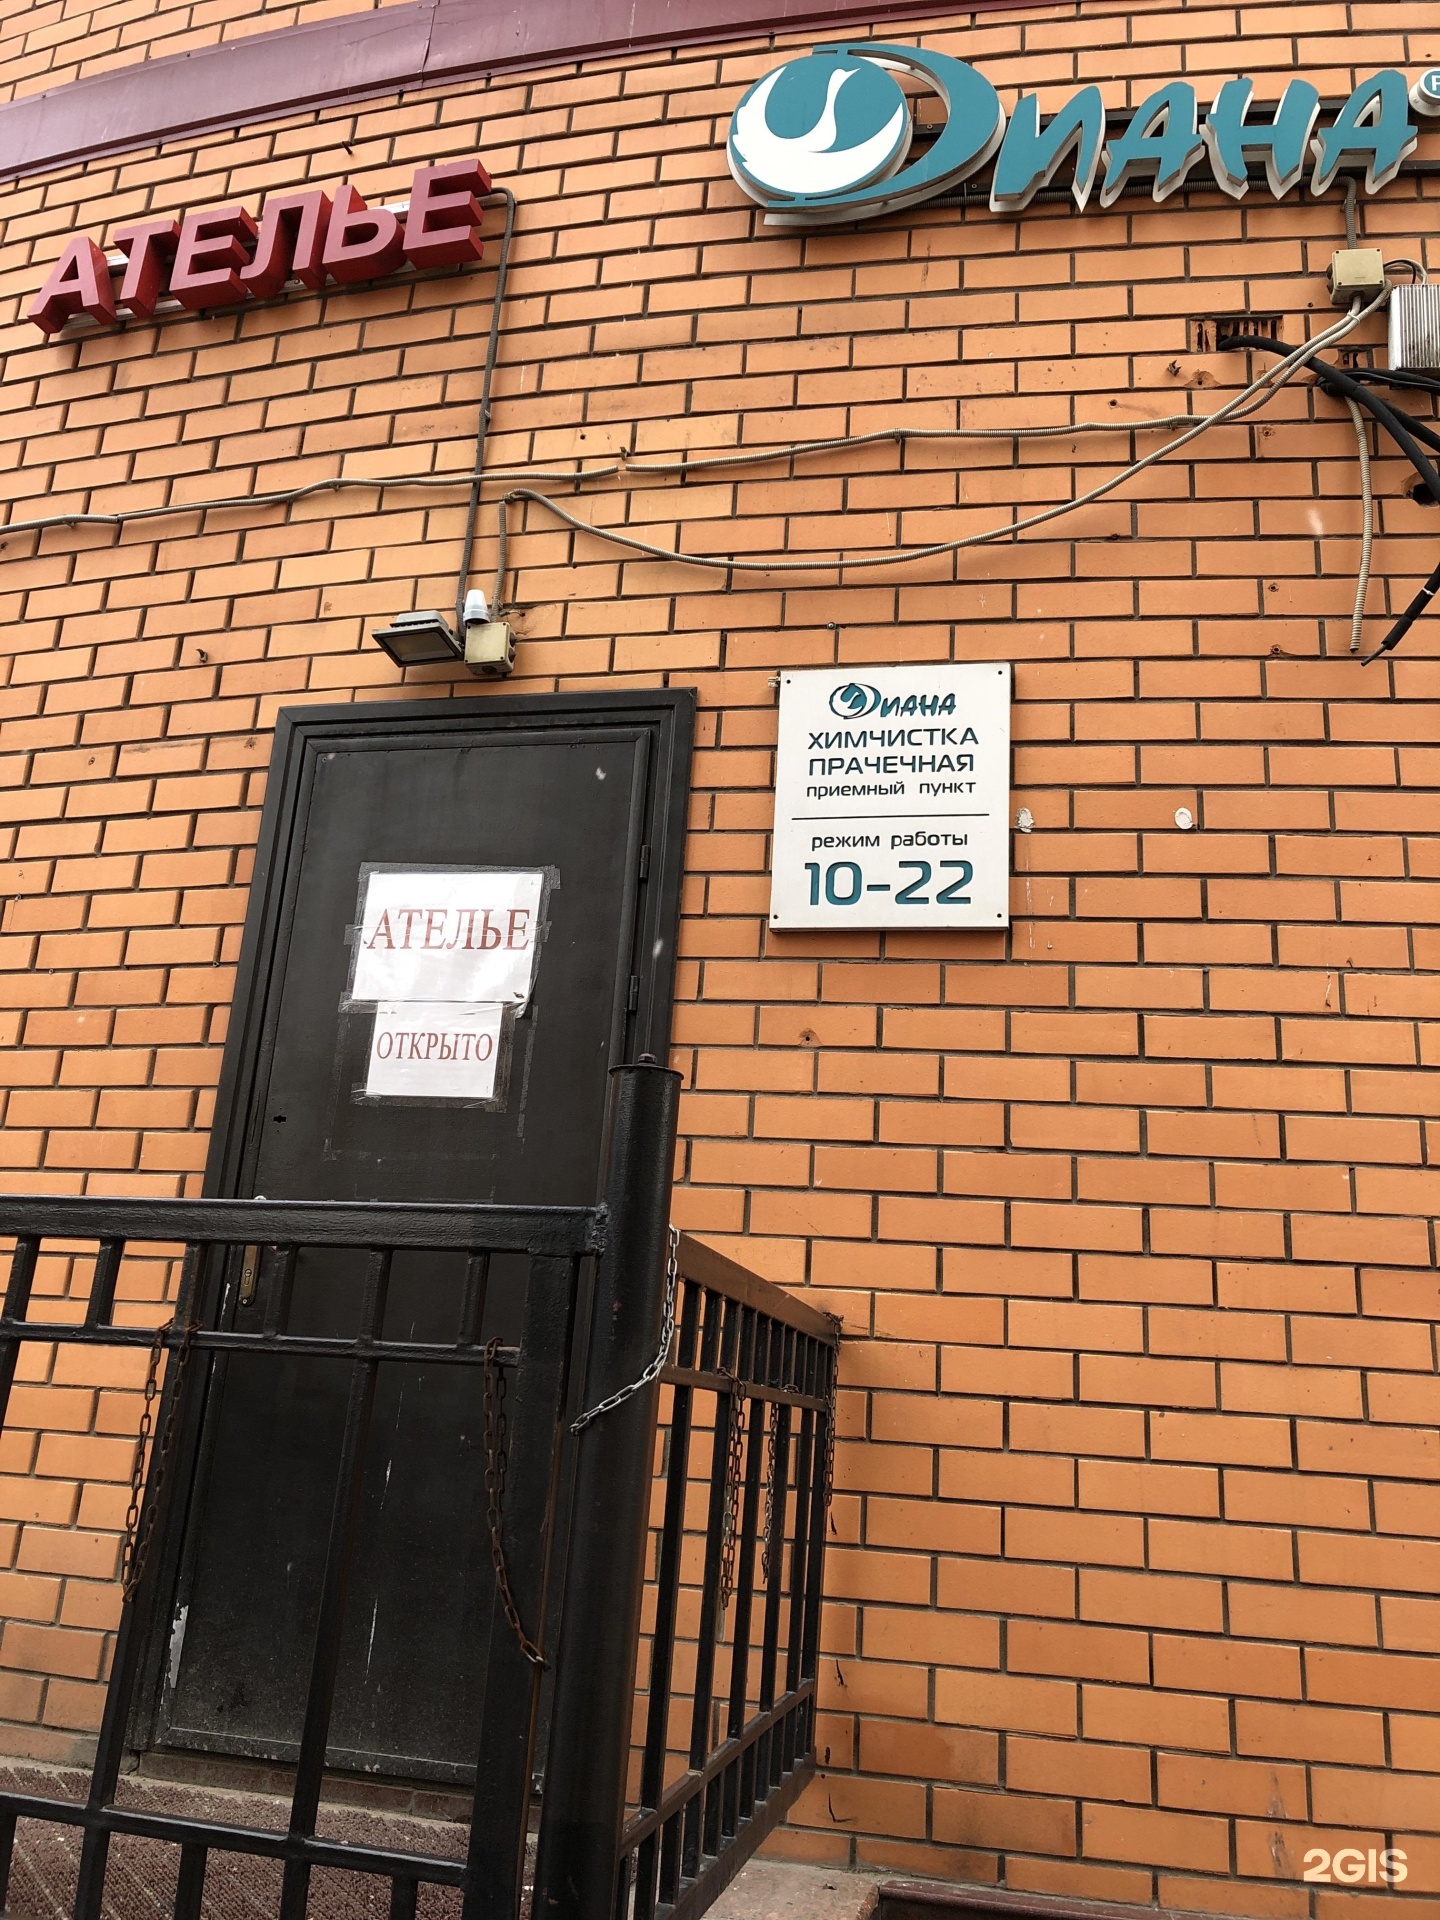 ДИАНА®
АТЕЛЬЕ
ДИАНА
ХИМЧИСТКА
ПРАЧЕЧНАЯ
приемный пункт
режим работы
10-22
АТЕЛЬЕ
ОТКРЫТО
2GIS